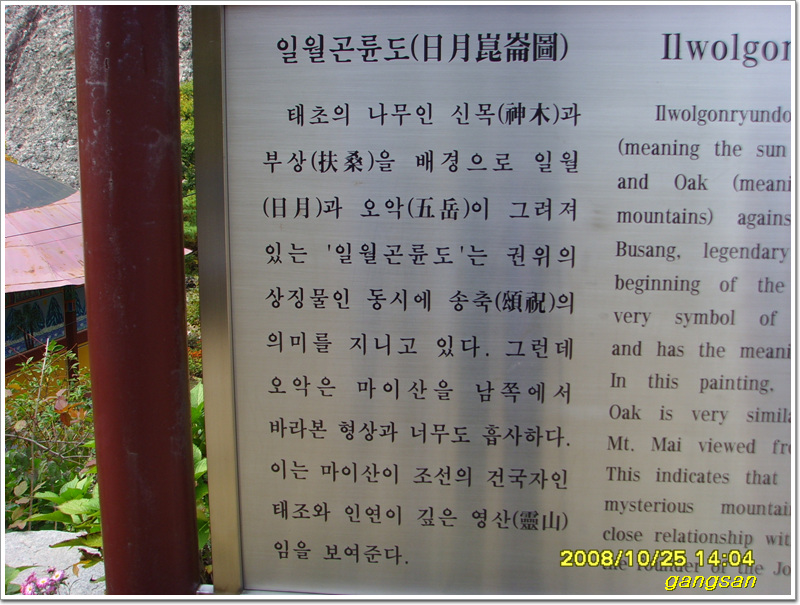 일월곤륜도(日月崑崙圖)
태초의 나무인 신목(神木)과
부상(扶桑)을 배경으로 일월
(日月)과 오악(五岳)이 그려져
있는 '일월곤륜도'는 권위의
상징물인 동시에 송축(頌祝)의
의미를 지니고 있다. 그런데
오악은 마이산을 남쪽에서
바라본 형상과 너무도 흡사하다.
이는 마이산이 조선의 건국자인
태조와 인연이 깊은 영산(靈山)
임을 보여준다.
Ilwolgon
Ilwolgonryundo
(meaning the sun
and Oak (meani
mountains) agains
Busang, legendary
beginning of the
very symbol of
and has the meani
In this painting,
Oak is very simila
Mt. Mai viewed fr
This indicates that
mysterious mountai
close relationship wit
the founder of the Jo
2008/10/25 14:04
gangsan